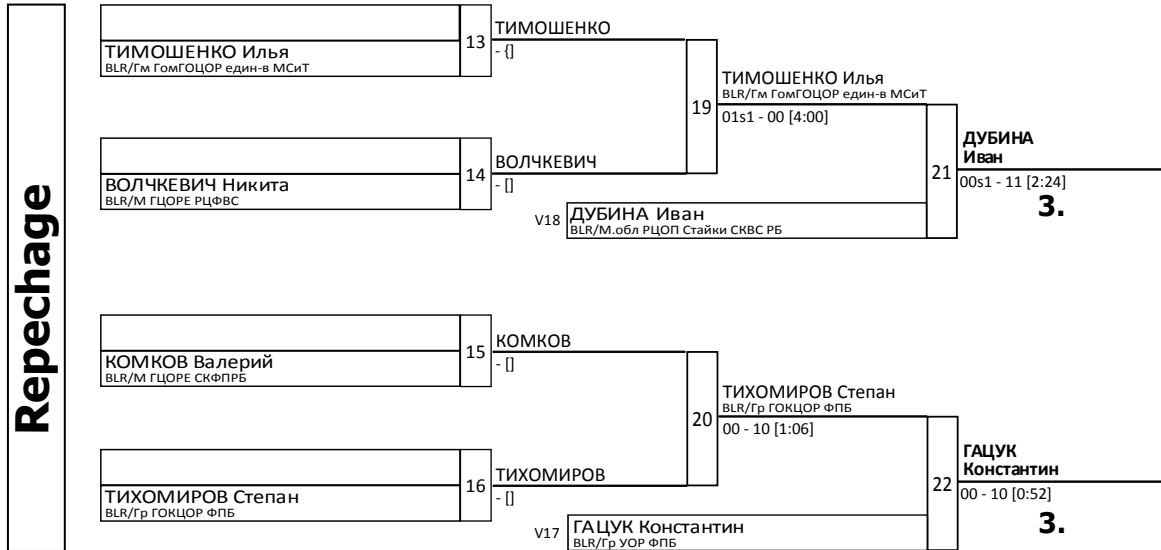 Repechage
ТИМОШЕНКО Илья
BLR/Гм ГомГОЦОР един-в МСиТ
13
ТИМОШЕНКО
- {]
ВОЛЧКЕВИЧ Никита
BLR/М ГЦОРЕ РЦФВС
14
ВОЛЧКЕВИЧ
- []
19
ТИМОШЕНКО Илья
BLR/Гм ГомГОЦОР един-в МСиТ
01s1 - 00 [4:00]
V18
ДУБИНА Иван
BLR/М.обл РЦОП Стайки СКВС РБ
21
ДУБИНА
Иван
00s1 - 11 [2:24]
3.
КОМКОВ Валерий
BLR/М ГЦОРЕ СКФПРБ
15
КОМКОВ
- []
ТИХОМИРОВ Степан
BLR/Гр ГОКЦОР ФПБ
16
ТИХОМИРОВ
- []
20
ТИХОМИРОВ Степан
BLR/Гр ГОКЦОР ФПБ
00 - 10 [1:06]
V17
ГАЦУК Константин
BLR/Гр УОР ФПБ
22
ГАЦУК
Константин
00 - 10 [0:52]
3.